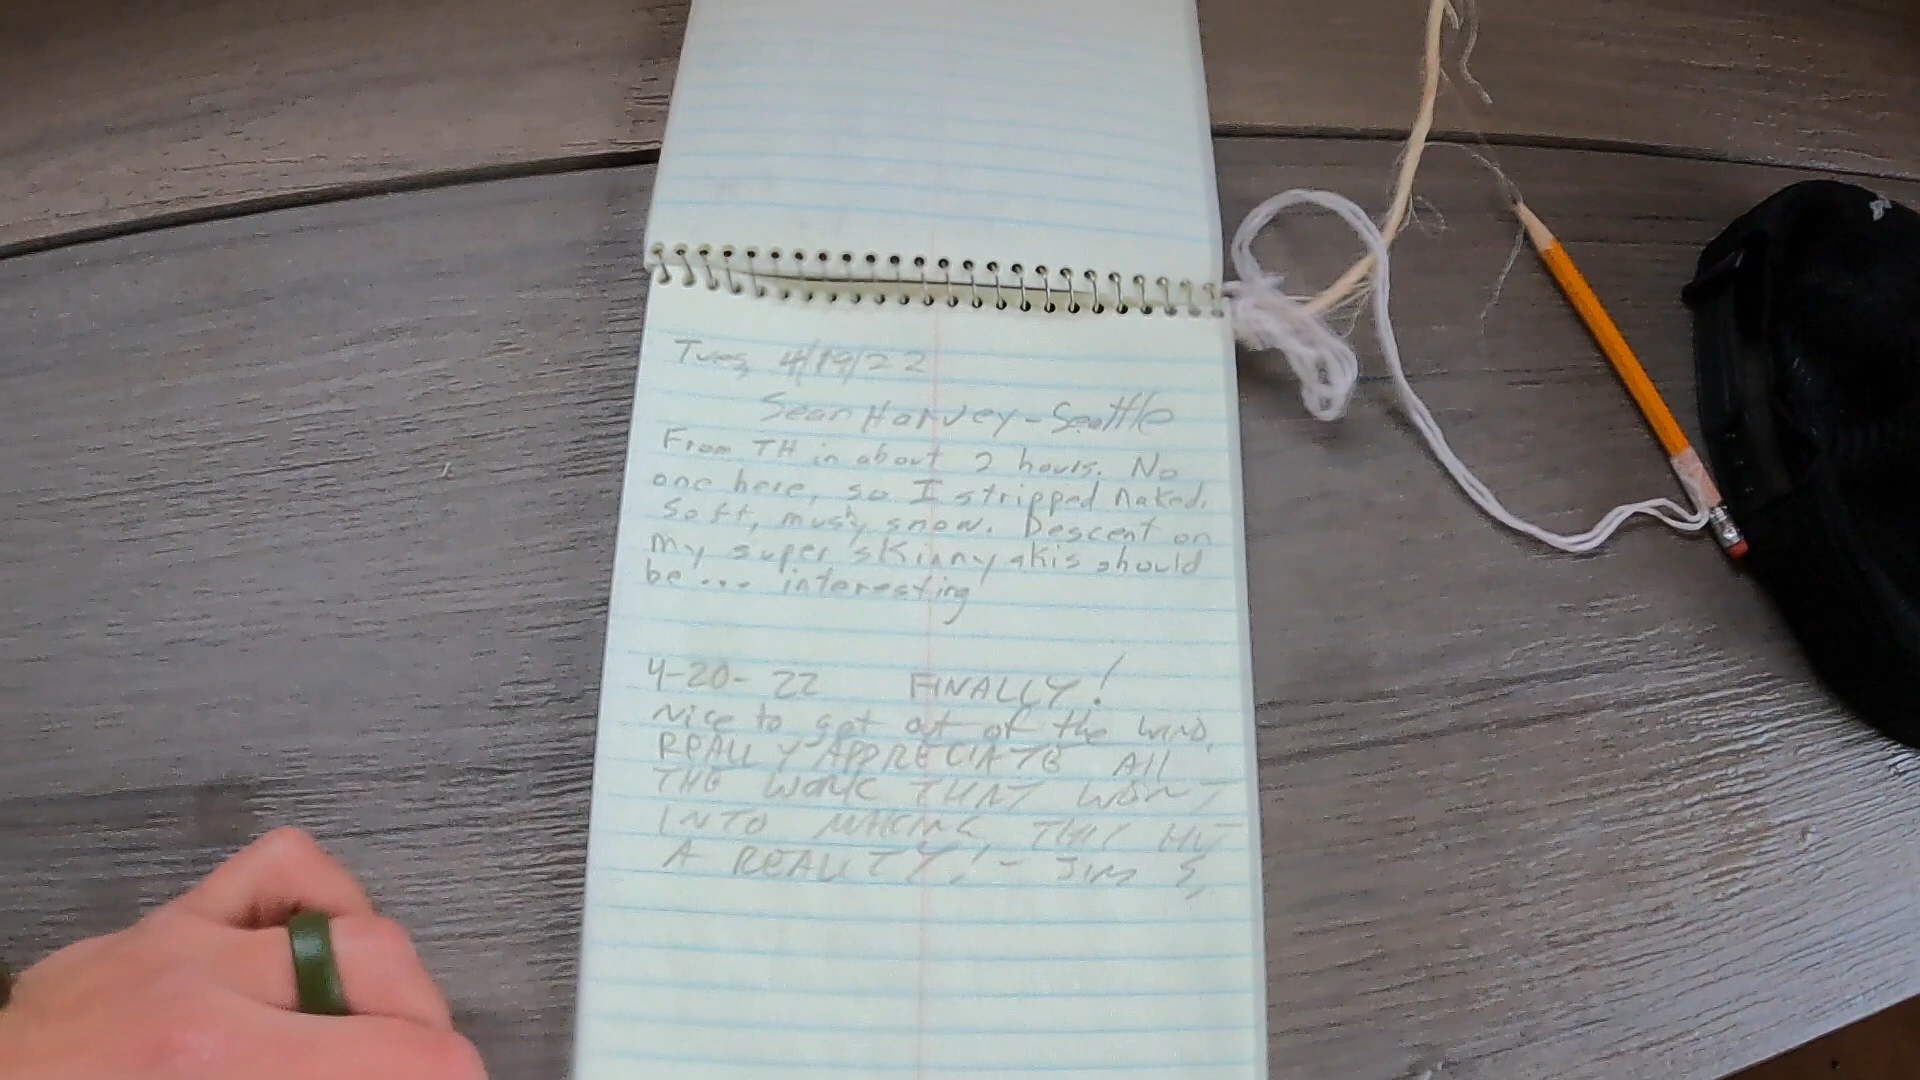 Tues, 4/19/22
Sean Harvey - Seattle
From TH in about 2 hours. No
one here, so I stripped naked.
Soft, mushy snow. Descent on
my super skinny skis should
be... interesting
4-20-22 FINALLY!
Nice to get out of the WIND.
REALLY APPRECIATE All
THE WORK THAT WENT
INTO MAKING THIS HUT
A REALITY! - JIM S.